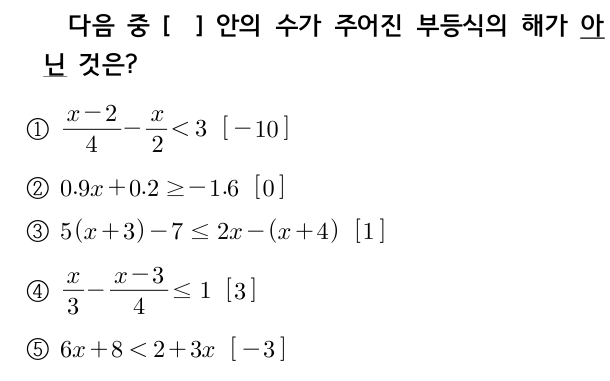 다음 중 [ ] 안의 수가 주어진 부등식의 해가 아
닌 것은?
① \frac{x-2}{4} - \frac{x}{2} < 3 [-10]
② 0.9x+0.2 ≥ -1.6 [0]
③ 5(x+3)-7 ≤ 2x-(x+4) [1]
④ \frac{x}{3} - \frac{x-3}{4} ≤ 1 [3]
⑤ 6x+8 < 2+3x [-3]